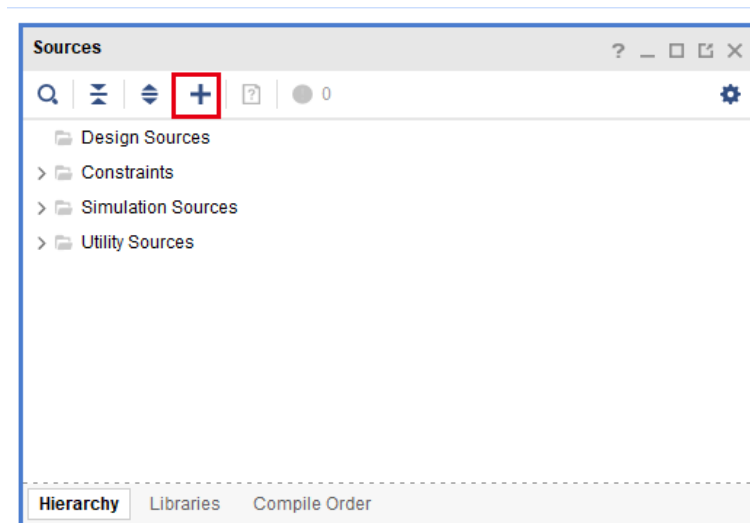 Sources
0
Design Sources
Constraints
Simulation Sources
Utility Sources
Hierarchy Libraries Compile Order